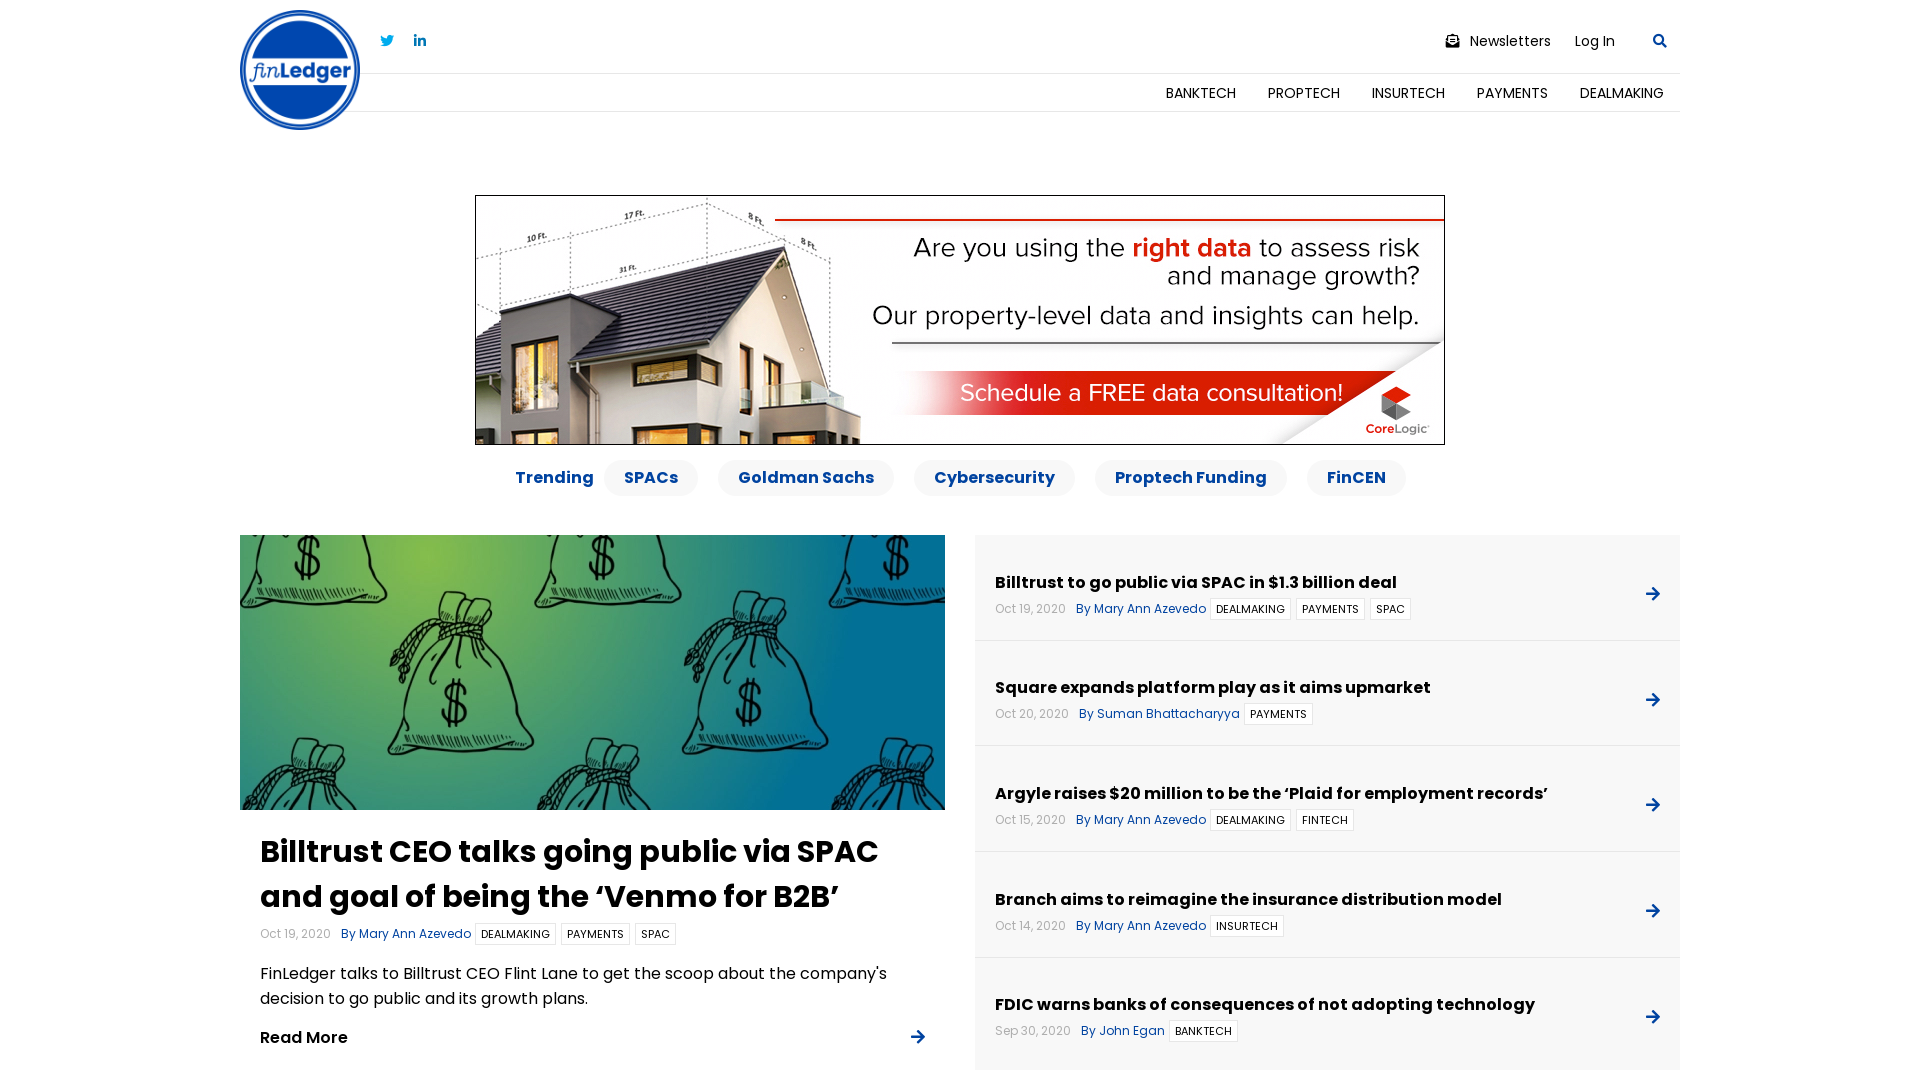 finLedger
Newsletters
Log In
BANKTECH
PROPTECH
INSURTECH
PAYMENTS
DEALMAKING
10 Ft.
17 Ft.
8 Ft.
8 Ft.
31 Ft.
Are you using the right data to assess risk
and manage growth?
Our property-level data and insights can help.
Schedule a FREE data consultation!
CoreLogic
Trending
SPACs
Goldman Sachs
Cybersecurity
Proptech Funding
FinCEN
$ $ $
$ $
Billtrust CEO talks going public via SPAC
and goal of being the ‘Venmo for B2B’
Oct 19, 2020 By Mary Ann Azevedo DEALMAKING PAYMENTS SPAC
FinLedger talks to Billtrust CEO Flint Lane to get the scoop about the company's
decision to go public and its growth plans.
Read More
Billtrust to go public via SPAC in $1.3 billion deal
Oct 19, 2020 By Mary Ann Azevedo DEALMAKING PAYMENTS SPAC
Square expands platform play as it aims upmarket
Oct 20, 2020 By Suman Bhattacharyya PAYMENTS
Argyle raises $20 million to be the ‘Plaid for employment records’
Oct 15, 2020 By Mary Ann Azevedo DEALMAKING FINTECH
Branch aims to reimagine the insurance distribution model
Oct 14, 2020 By Mary Ann Azevedo INSURTECH
FDIC warns banks of consequences of not adopting technology
Sep 30, 2020 By John Egan BANKTECH